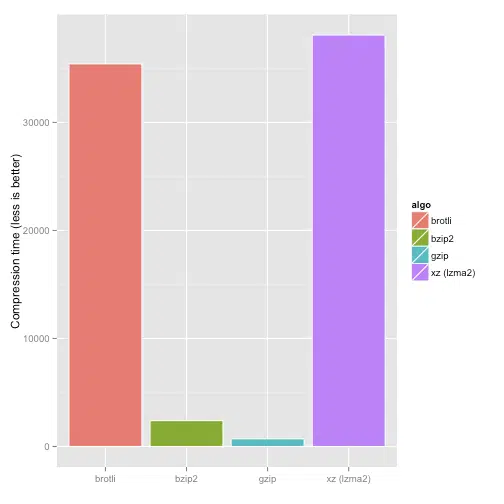 Compression time (less is better)
30000
20000
10000
0
brotli
bzip2
gzip
xz (lzma2)
algo
brotli
bzip2
gzip
xz (lzma2)